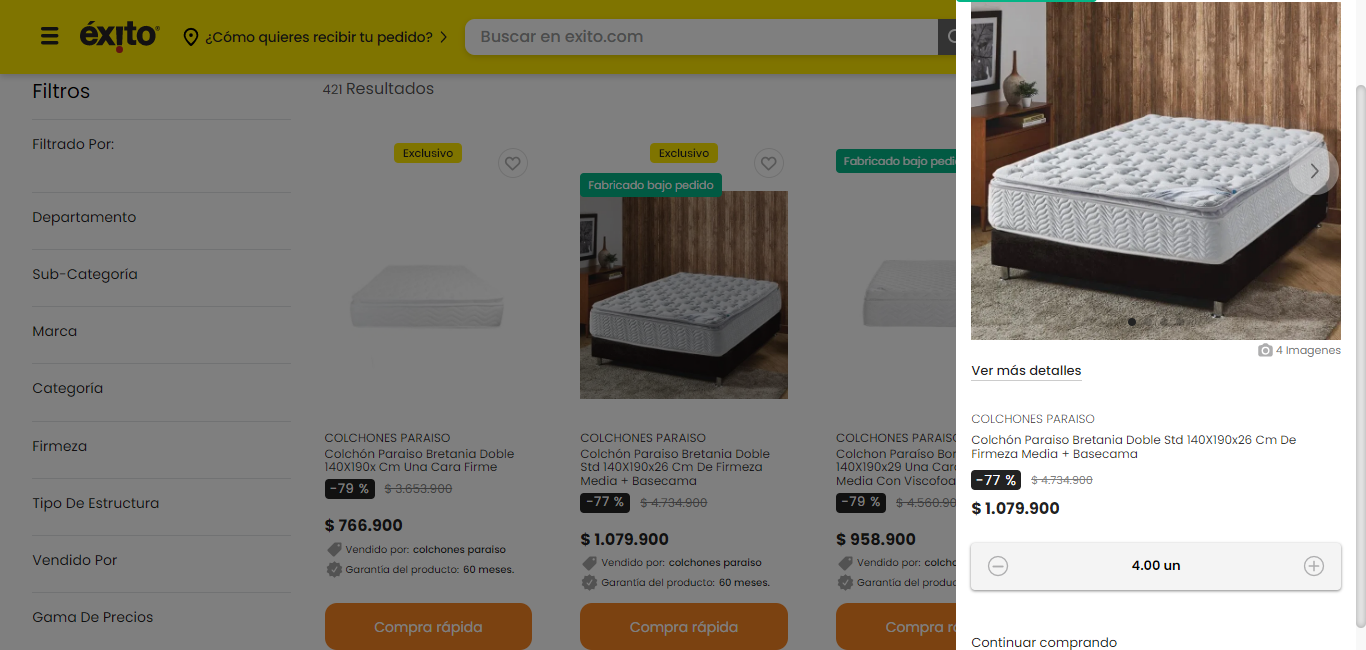 éxito
¿Cómo quieres recibir tu pedido?
Buscar en exito.com
Filtros
Filtrado Por:
Departamento
Sub-Categoría
Marca
Categoría
Firmeza
Tipo De Estructura
Vendido Por
Gama De Precios
421 Resultados
Exclusivo
COLCHONES PARAISO
Colchón Paraiso Bretania Doble
140X190x Cm Una Cara Firme
-79 % $ 3.653.900
$ 766.900
Vendido por: colchones paraiso
Garantía del producto: 60 meses.
Compra rápida
Exclusivo
Fabricado bajo pedido
COLCHONES PARAISO
Colchón Paraiso Bretania Doble
Std 140X190x26 Cm De Firmeza
Media + Basecama
-77 % $ 4.734.900
$ 1.079.900
Vendido por: colchones paraiso
Garantía del producto: 60 meses.
Compra rápida
Fabricado bajo pedi
COLCHONES PARAISO
Colchon Paraiso Bor
140X190x29 Una Cara
Media Con Viscofoa
-79 % $ 4.560.90
$ 958.900
Vendido por: colcho
Garantía del produc
Compra r
4 Imagenes
Ver más detalles
COLCHONES PARAISO
Colchón Paraiso Bretania Doble Std 140X190x26 Cm De
Firmeza Media + Basecama
-77 % $ 4.734.900
$ 1.079.900
4.00 un
Continuar comprando